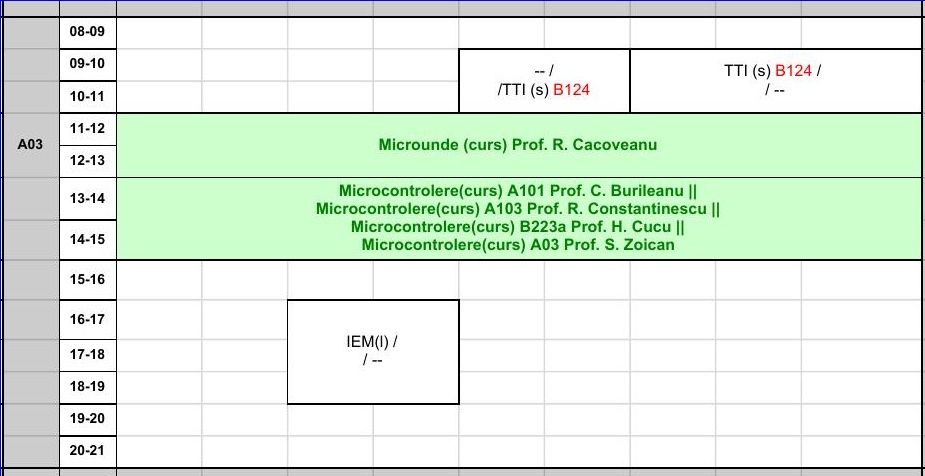 08-09
09-10
-- /
/TTI (s) B124
TTI (s) B124 /
/ --
10-11
A03
11-12
Microunde (curs) Prof. R. Cacoveanu
12-13
13-14
Microcontrolere(curs) A101 Prof. C. Burileanu ||
Microcontrolere(curs) A103 Prof. R. Constantinescu ||
Microcontrolere(curs) B223a Prof. H. Cucu ||
Microcontrolere(curs) A03 Prof. S. Zoican
14-15
15-16
16-17
IEM(l) /
/ --
17-18
18-19
19-20
20-21